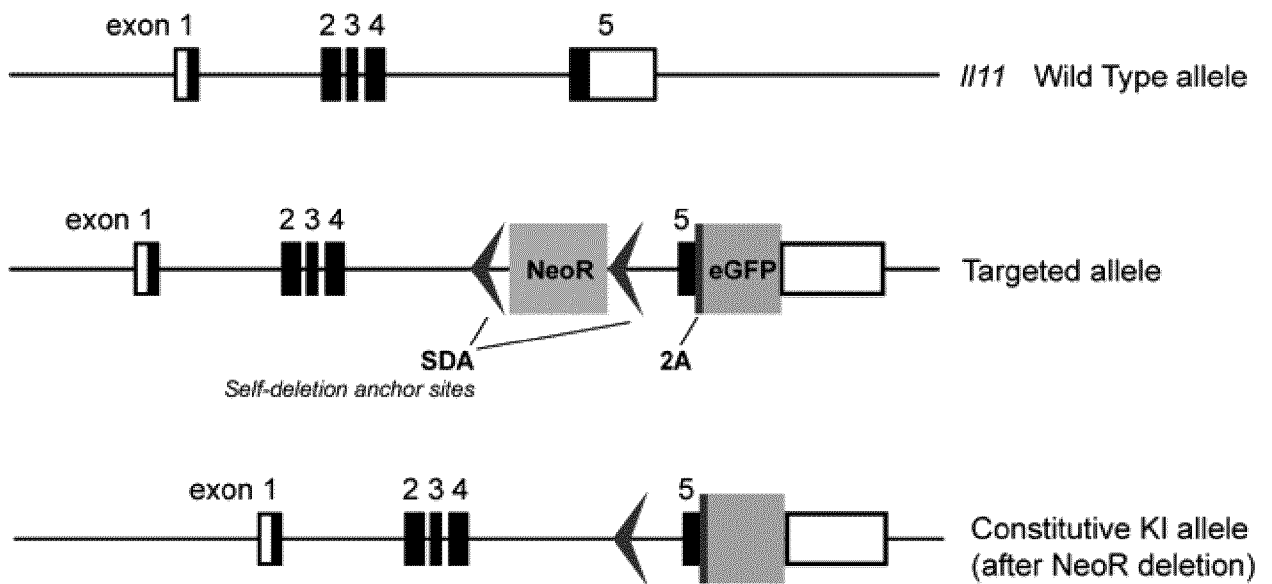 exon 1 2 3 4 5
Il11 Wild Type allele
exon 1 2 3 4 5
NeoR eGFP
Targeted allele
SDA 2A
Self-deletion anchor sites
exon 1 2 3 4 5
Constitutive KI allele
(after NeoR deletion)